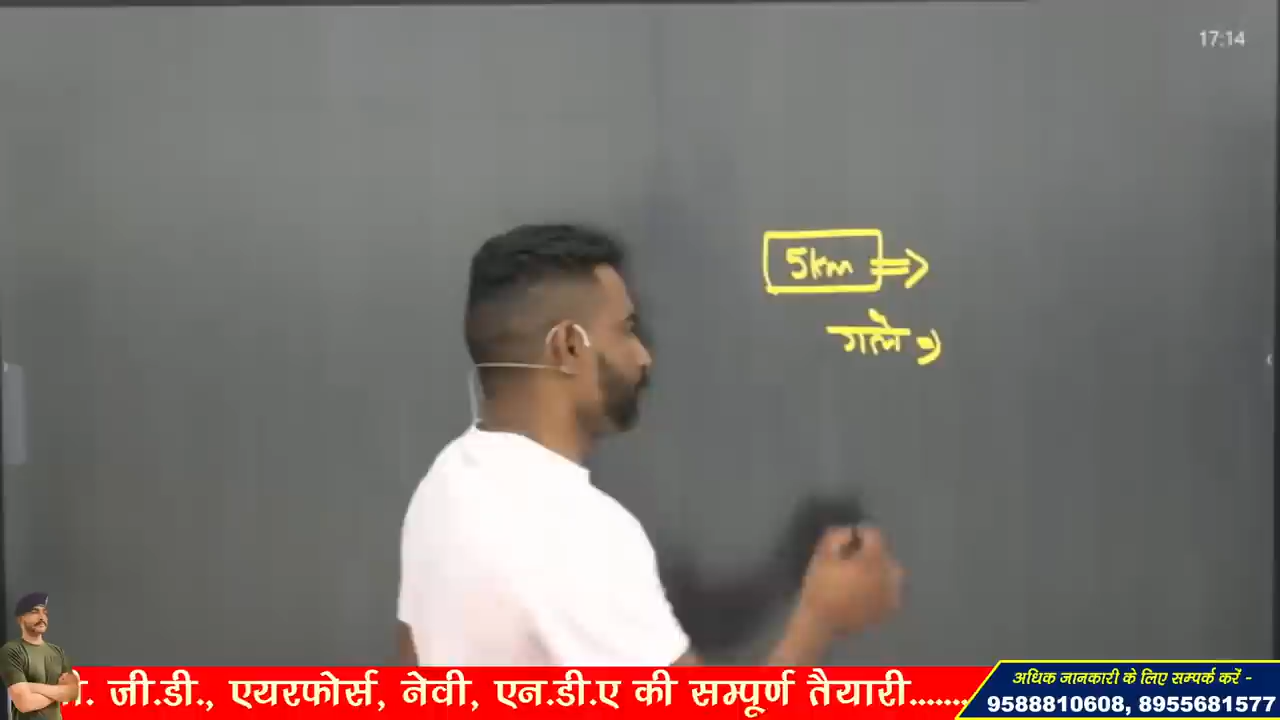 17:14
5km
गले
जी.डी., एयरफोर्स, नेवी, एन.डी.ए की सम्पूर्ण तैयारी.......
अधिक जानकारी के लिए सम्पर्क करें -
9588810608, 8955681577